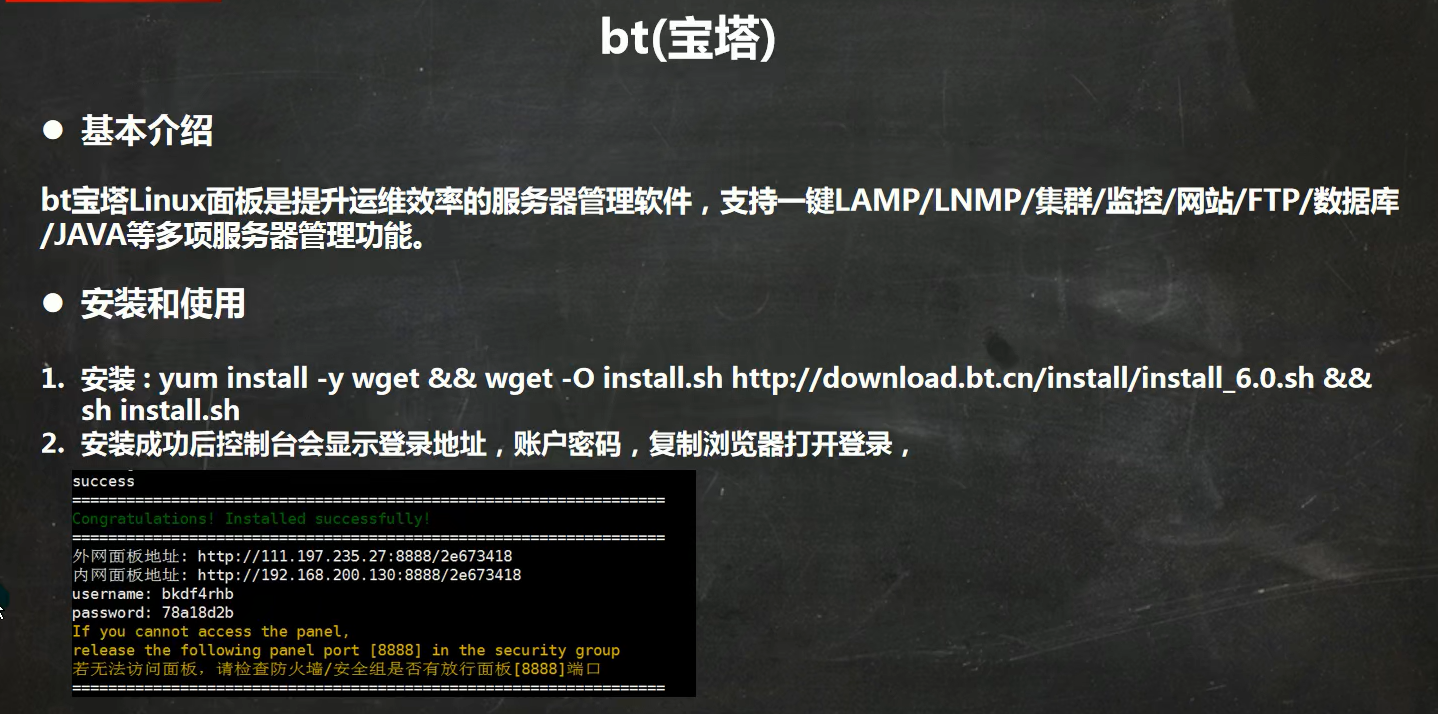 bt(宝塔)
● 基本介绍
bt宝塔Linux面板是提升运维效率的服务器管理软件，支持一键LAMP/LNMP/集群/监控/网站/FTP/数据库
/JAVA等多项服务器管理功能。
● 安装和使用
1. 安装 : yum install -y wget && wget -O install.sh http://download.bt.cn/install/install_6.0.sh &&
sh install.sh
2. 安装成功后控制台会显示登录地址，账户密码，复制浏览器打开登录，
success
==================================================================
Congratulations! Installed successfully!
==================================================================
外网面板地址: http://111.197.235.27:8888/2e673418
内网面板地址: http://192.168.200.130:8888/2e673418
username: bkdf4rhb
password: 78a18d2b
If you cannot access the panel,
release the following panel port [8888] in the security group
若无法访问面板，请检查防火墙/安全组是否有放行面板[8888]端口
==================================================================